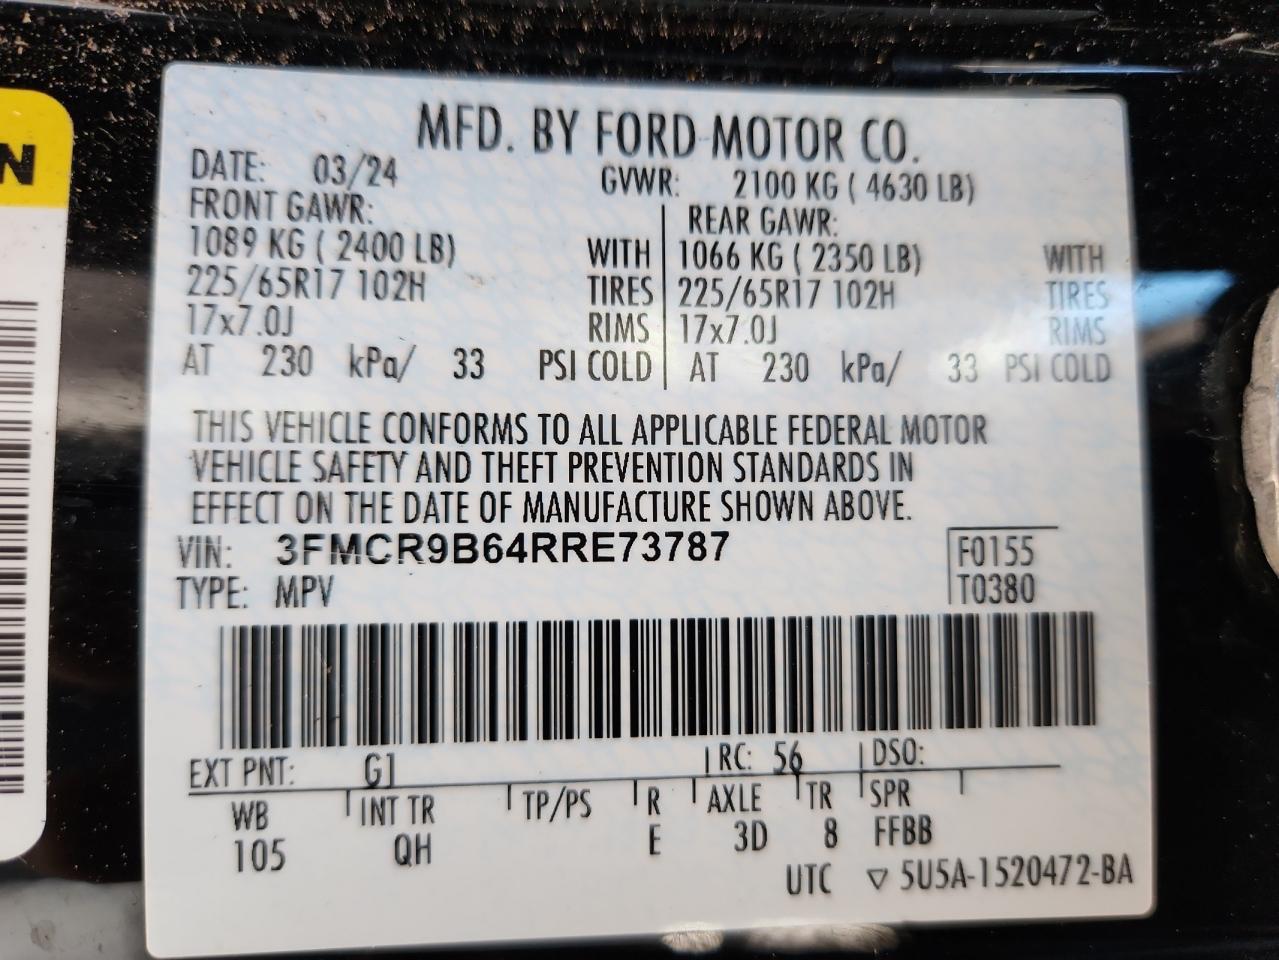 N
MFD. BY FORD MOTOR CO.
DATE: 03/24 GVWR: 2100 KG ( 4630 LB)
FRONT GAWR: REAR GAWR:
1089 KG ( 2400 LB) WITH 1066 KG ( 2350 LB) WITH
225/65R17 102H TIRES 225/65R17 102H TIRES
17x7.0J RIMS 17x7.0J RIMS
AT 230 kPa/ 33 PSI COLD AT 230 kPa/ 33 PSI COLD
THIS VEHICLE CONFORMS TO ALL APPLICABLE FEDERAL MOTOR
VEHICLE SAFETY AND THEFT PREVENTION STANDARDS IN
EFFECT ON THE DATE OF MANUFACTURE SHOWN ABOVE.
VIN: 3FMCR9B64RRE73787 F0155
TYPE: MPV T0380
EXT PNT: G1 RC: 56 DSO:
WB INT TR TP/PS R AXLE TR SPR
105 QH E 3D 8 FFBB
UTC ▽ 5U5A-1520472-BA